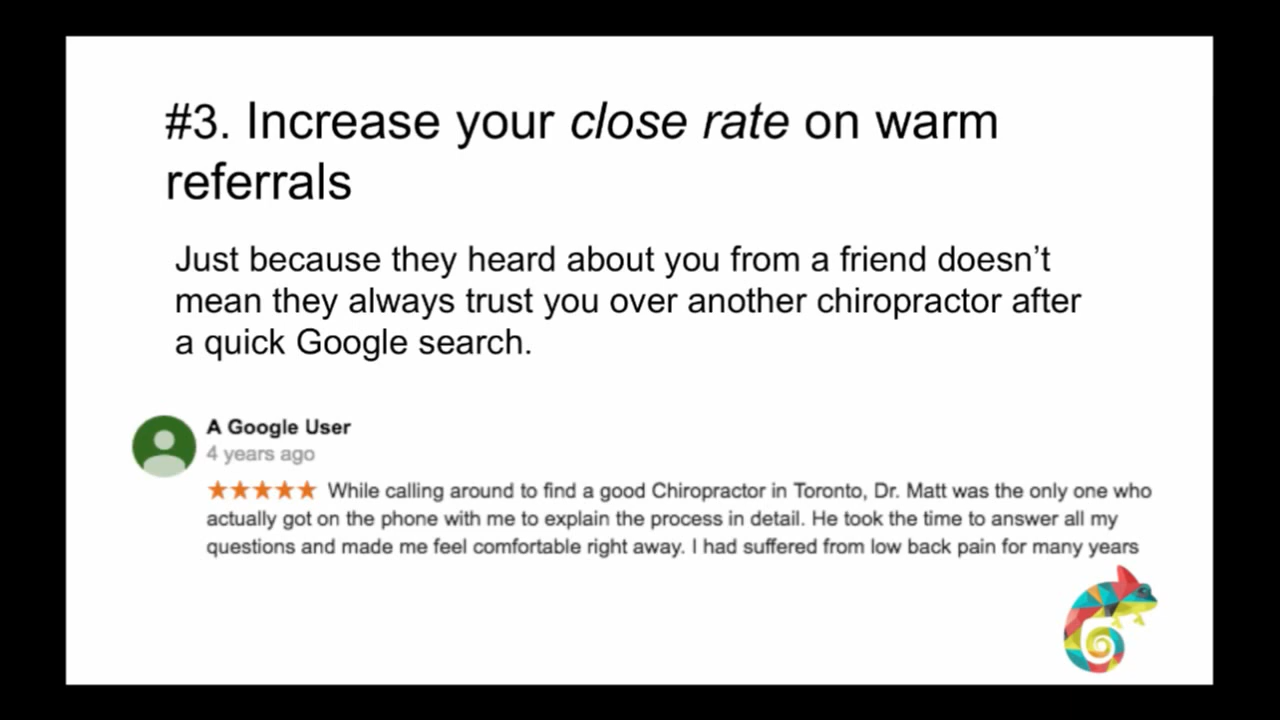 #3. Increase your close rate on warm
referrals
Just because they heard about you from a friend doesn’t
mean they always trust you over another chiropractor after
a quick Google search.
A Google User
4 years ago
While calling around to find a good Chiropractor in Toronto, Dr. Matt was the only one who
actually got on the phone with me to explain the process in detail. He took the time to answer all my
questions and made me feel comfortable right away. I had suffered from low back pain for many years